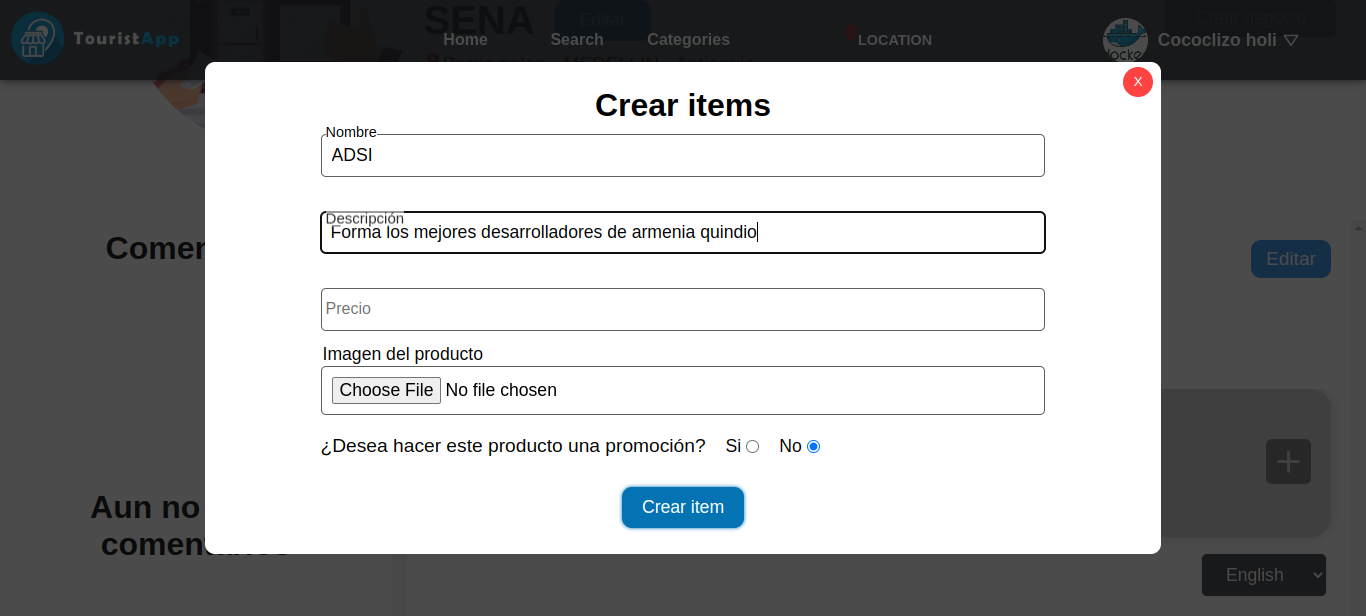 SENA
Editar
Crear negocio
TouristApp
Home
Search
Categories
LOCATION
Cococlizo holi
X
Crear items
Nombre
ADSI
Descripción
Forma los mejores desarrolladores de armenia quindio
Comen
Editar
Precio
Imagen del producto
Choose File No file chosen
¿Desea hacer este producto una promoción? Si No
Crear item
Aun no
English